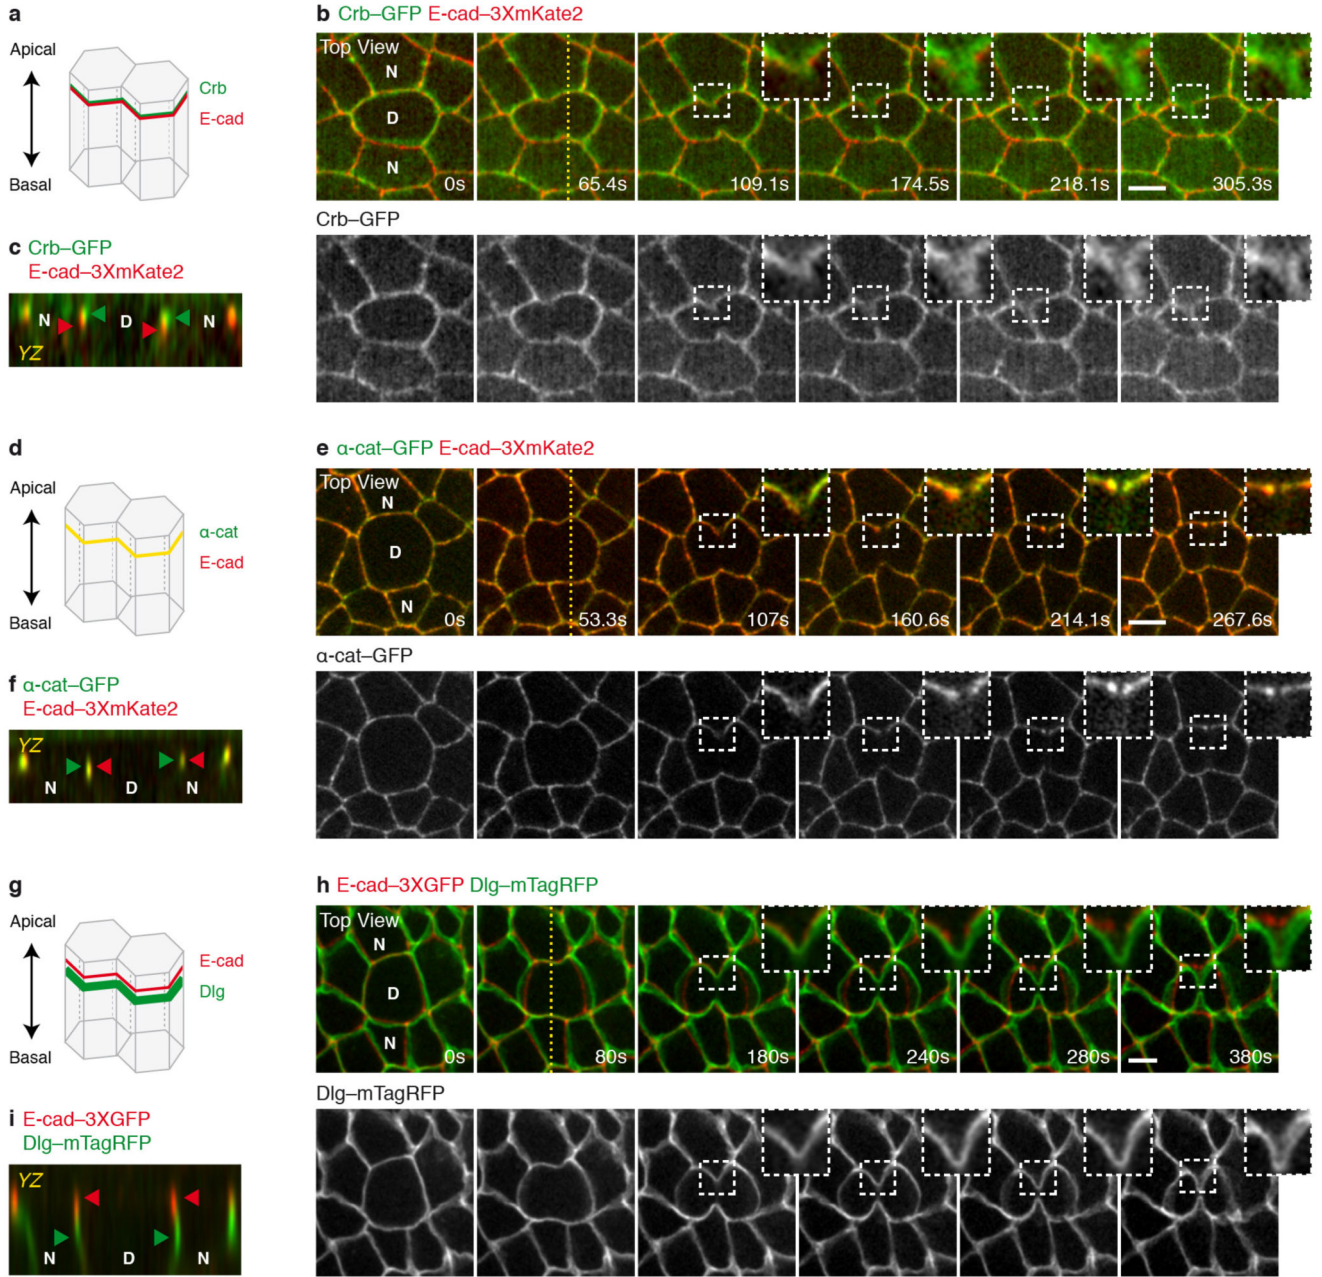 a
Apical
Crb
E-cad
Basal
b Crb–GFP E-cad–3XmKate2
Top View
N
D
N
0s
65.4s
109.1s
174.5s
218.1s
305.3s
Crb–GFP
c Crb–GFP
E-cad–3XmKate2
N
D
N
YZ
d
Apical
α-cat
E-cad
Basal
e α-cat–GFP E-cad–3XmKate2
Top View
N
D
N
0s
53.3s
107s
160.6s
214.1s
267.6s
α-cat–GFP
f α-cat–GFP
E-cad–3XmKate2
YZ
N
D
N
g
Apical
E-cad
Dlg
Basal
h E-cad–3XGFP Dlg–mTagRFP
Top View
N
D
N
0s
80s
180s
240s
280s
380s
Dlg–mTagRFP
i E-cad–3XGFP
Dlg–mTagRFP
YZ
N
D
N